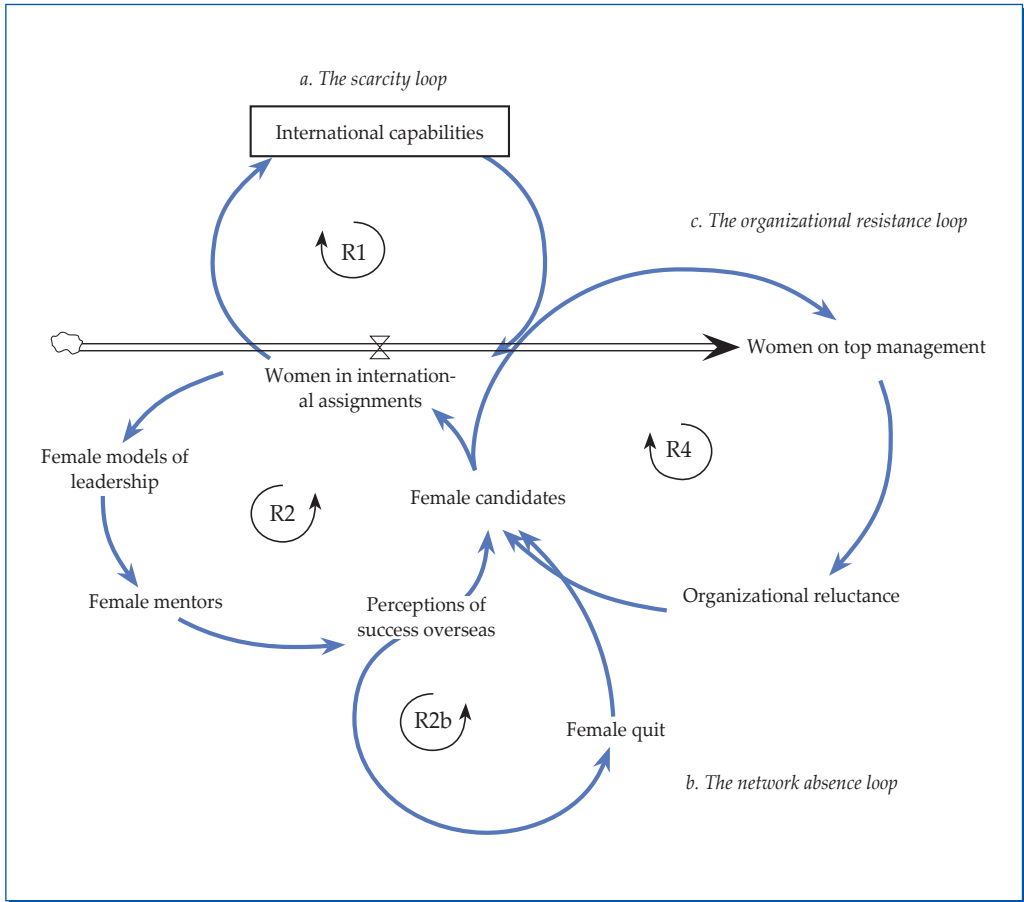 a. The scarcity loop
International capabilities
c. The organizational resistance loop
R1
Women on top management
Women in internation-
al assignments
Female models of
leadership
R4
Female candidates
R2
Female mentors
Perceptions of
success overseas
Organizational reluctance
R2b
Female quit
b. The network absence loop